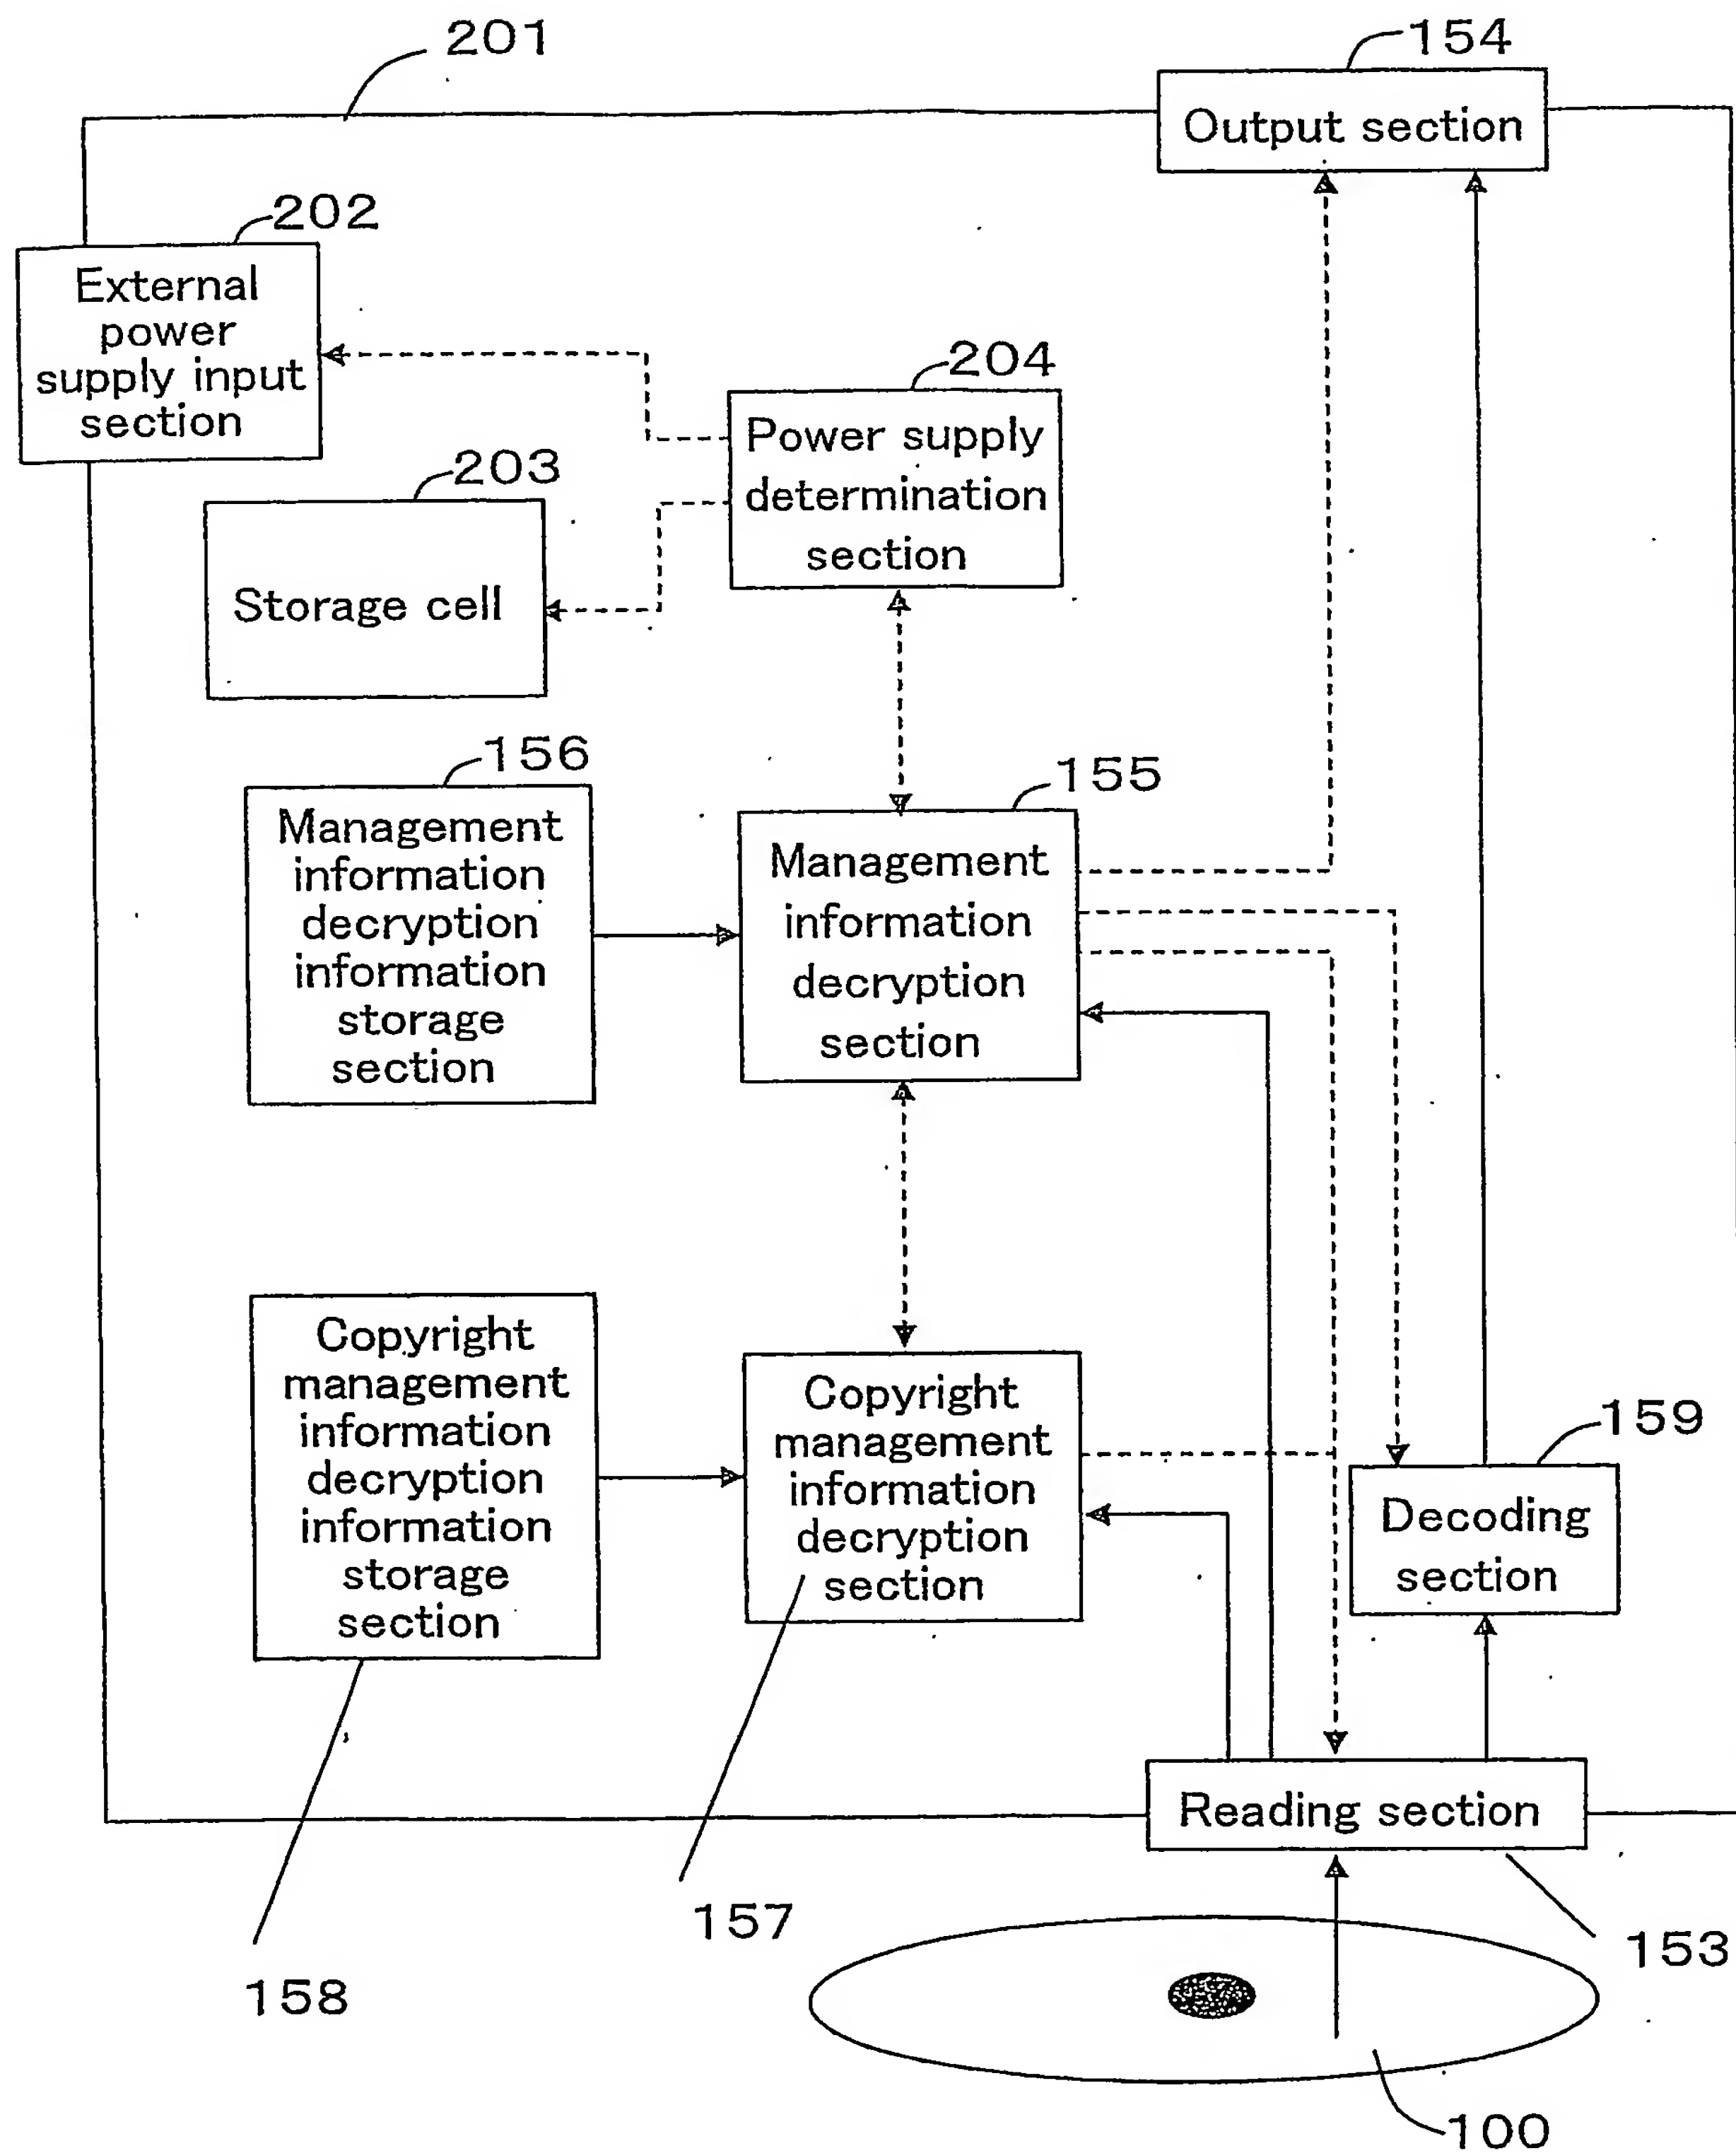 201
154
Output section
202
External
power
supply input
section
204
Power supply
determination
section
203
Storage cell
156
Management
information
decryption
information
storage
section
155
Management
information
decryption
section
Copyright
management
information
decryption
information
storage
section
Copyright
management
information
decryption
section
159
Decoding
section
Reading section
157
153
158
100